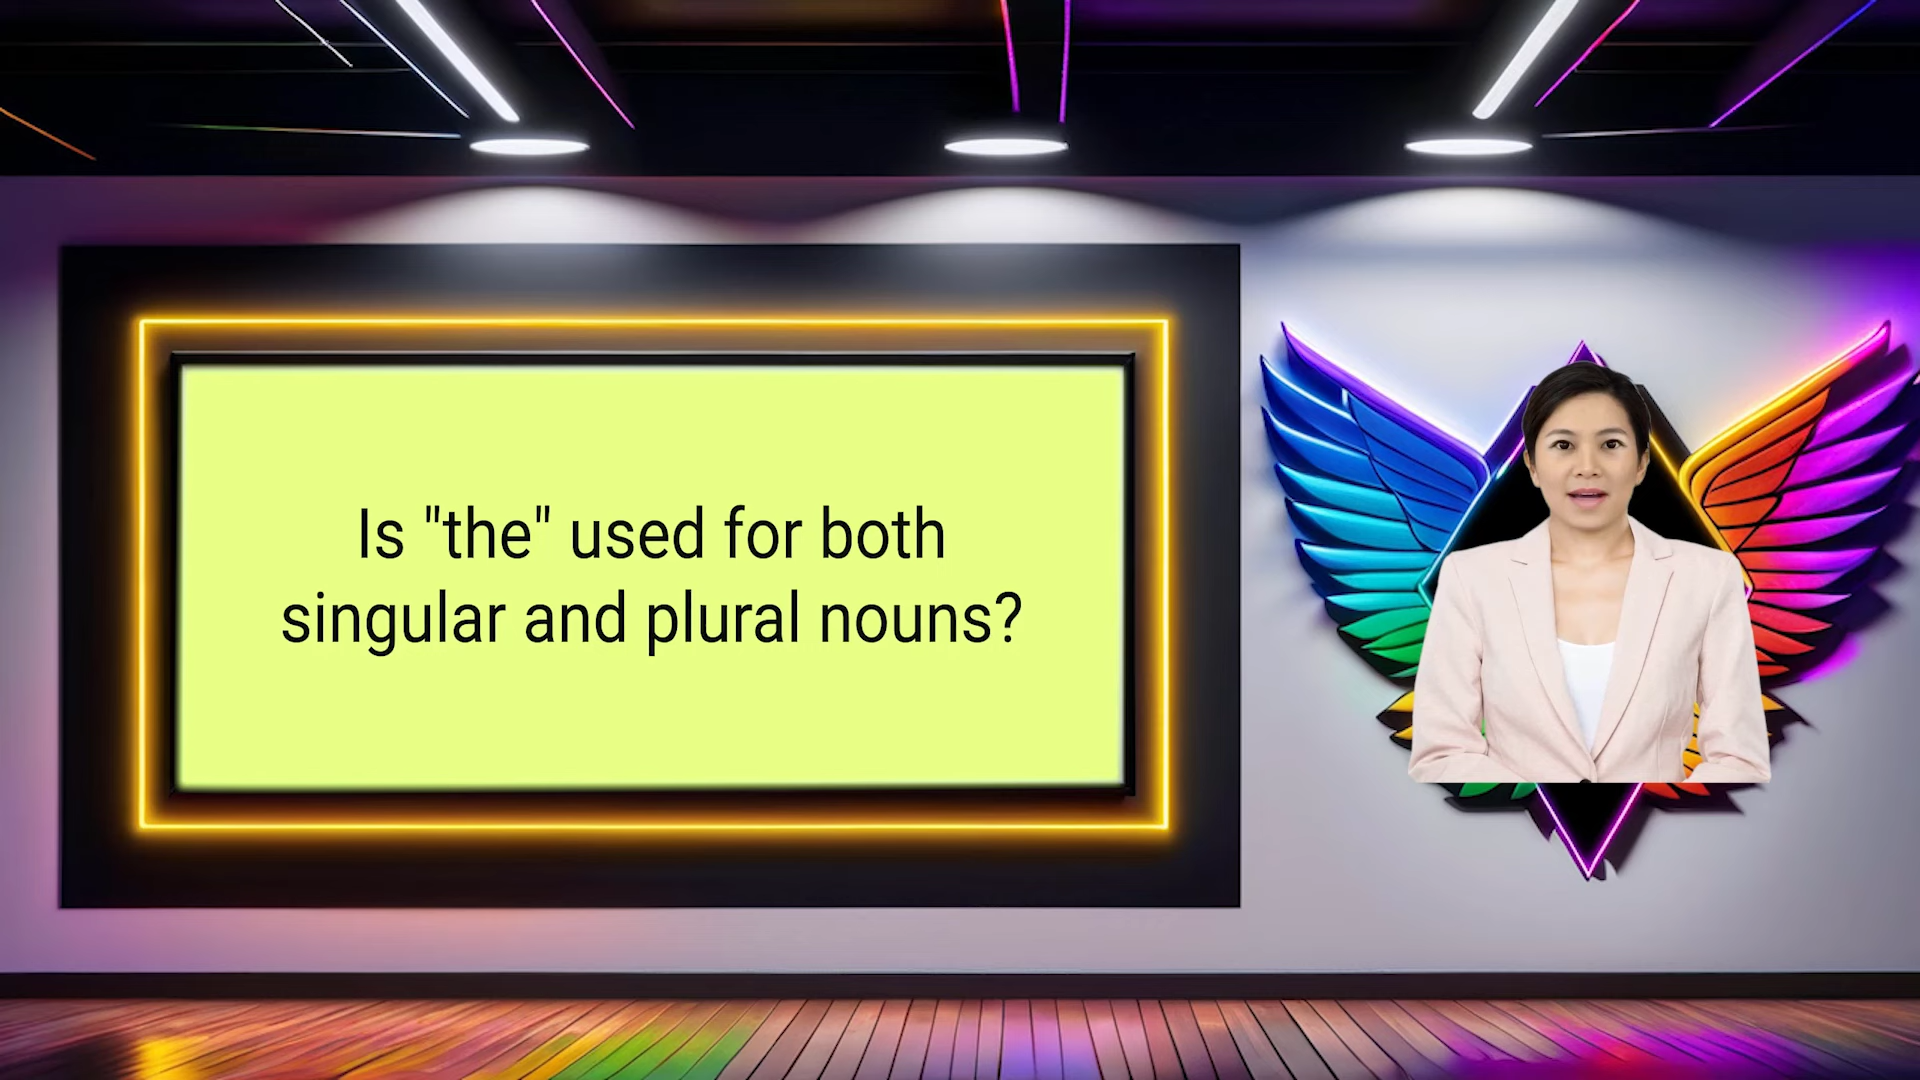 Is "the" used for both
singular and plural nouns?